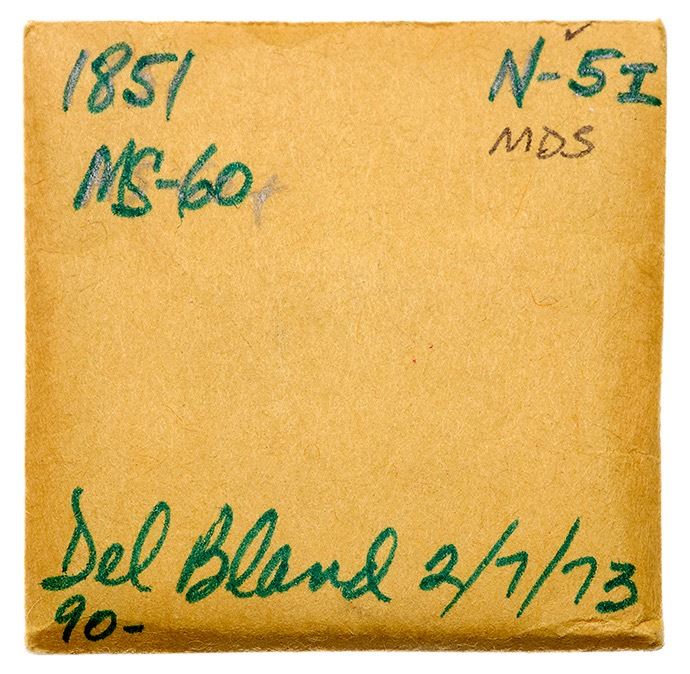 1851 N-5I
MS-60+ MDS
Del Bland 2/7/73
90-